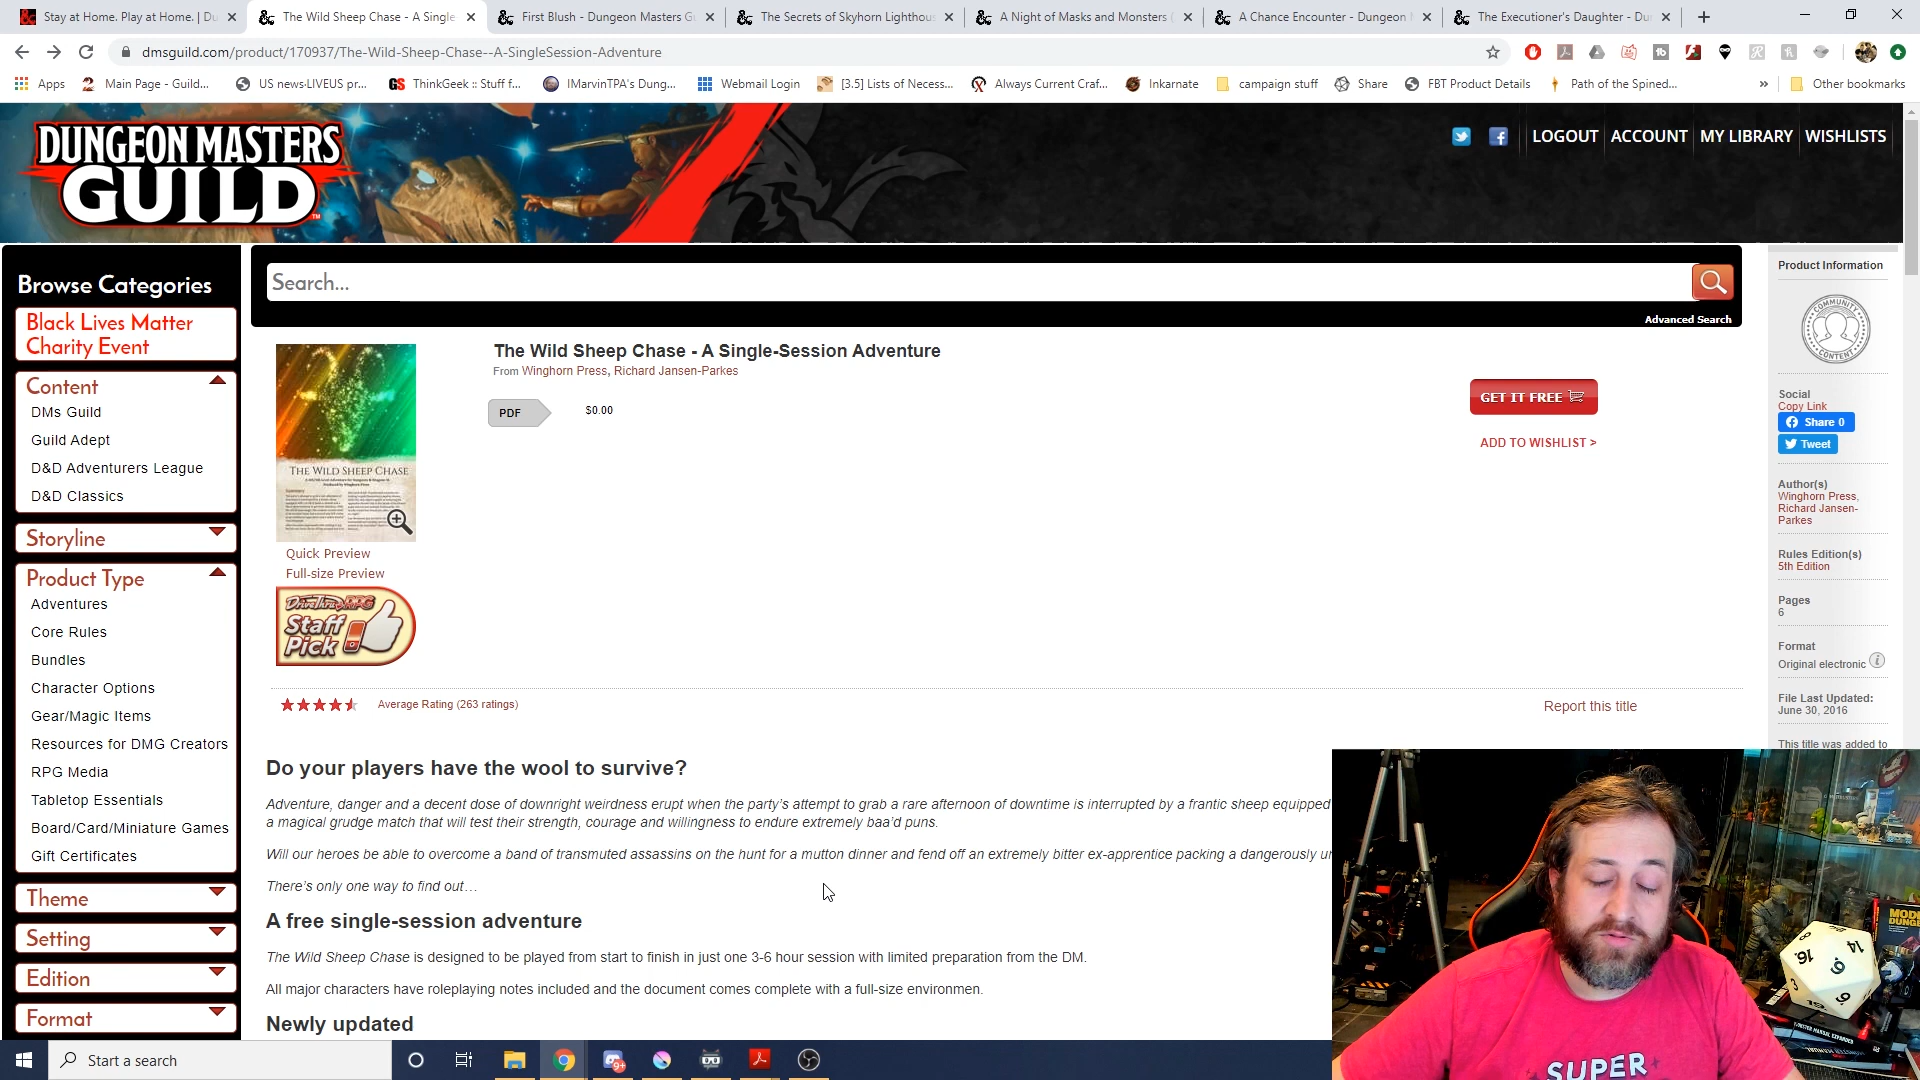 Stay at Home. Play at Home. | Du
The Wild Sheep Chase - A Single
First Blush - Dungeon Masters Gu
The Secrets of Skyhorn Lighthous
A Night of Masks and Monsters
A Chance Encounter - Dungeon
The Executioner's Daughter - Du
dmsguild.com/product/170937/The-Wild-Sheep-Chase--A-SingleSession-Adventure
Apps
Main Page - Guild...
US news-LIVEUS pr...
ThinkGeek :: Stuff f...
IMarvinTPA's Dung...
Webmail Login
[3.5] Lists of Necess...
Always Current Craf...
Inkarnate
campaign stuff
Share
FBT Product Details
Path of the Spined...
Other bookmarks
DUNGEON MASTERS
GUILD
LOGOUT
ACCOUNT
MY LIBRARY
WISHLISTS
Browse Categories
Black Lives Matter
Charity Event
Content
DMs Guild
Guild Adept
D&D Adventurers League
D&D Classics
Storyline
Product Type
Adventures
Core Rules
Bundles
Character Options
Gear/Magic Items
Resources for DMG Creators
RPG Media
Tabletop Essentials
Board/Card/Miniature Games
Gift Certificates
Theme
Setting
Edition
Format
Search...
Advanced Search
THE WILD SHEEP CHASE
Quick Preview
Full-size Preview
DriveThruRPG
Staff
Pick
The Wild Sheep Chase - A Single-Session Adventure
From Winghorn Press, Richard Jansen-Parkes
PDF
$0.00
GET IT FREE
ADD TO WISHLIST >
Average Rating (263 ratings)
Report this title
Do your players have the wool to survive?
Adventure, danger and a decent dose of downright weirdness erupt when the party's attempt to grab a rare afternoon of downtime is interrupted by a frantic sheep equipped
a magical grudge match that will test their strength, courage and willingness to endure extremely baa'd puns.
Will our heroes be able to overcome a band of transmuted assassins on the hunt for a mutton dinner and fend off an extremely bitter ex-apprentice packing a dangerously un
There's only one way to find out…
A free single-session adventure
The Wild Sheep Chase is designed to be played from start to finish in just one 3-6 hour session with limited preparation from the DM.
All major characters have roleplaying notes included and the document comes complete with a full-size environmen.
Newly updated
Product Information
COMMUNITY
CONTENT
Social
Copy Link
Share 0
Tweet
Author(s)
Winghorn Press,
Richard Jansen-
Parkes
Rules Edition(s)
5th Edition
Pages
6
Format
Original electronic
File Last Updated:
June 30, 2016
This title was added to
SUPER
16
14
8
6
9
3
19
Start a search
9+